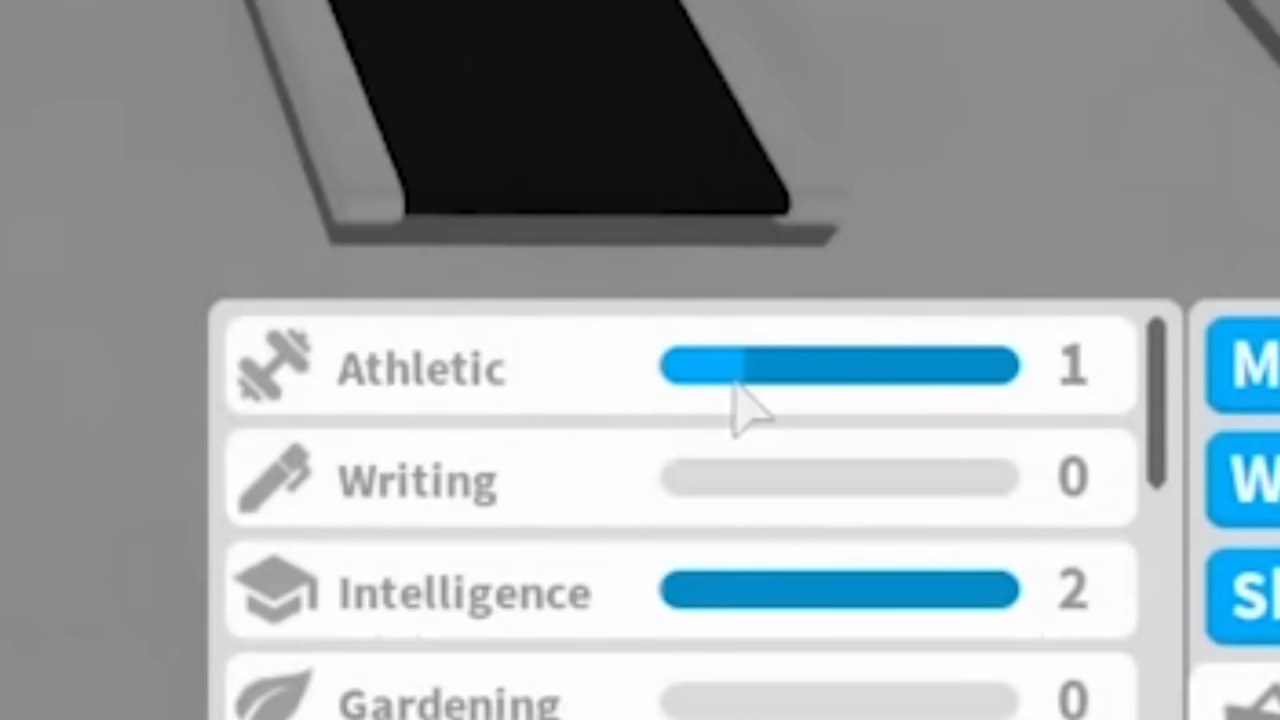 Athletic 1
M
Writing 0
W
Intelligence 2
Gardening 0